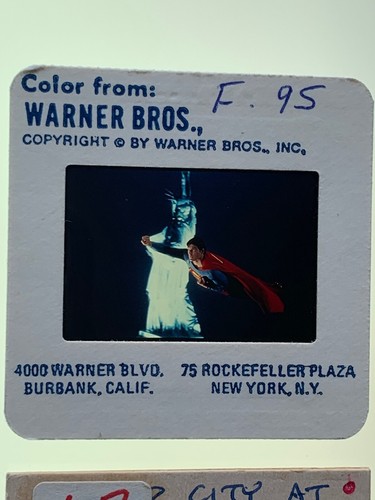 Color from: F. 95
WARNER BROS.,
COPYRIGHT © BY WARNER BROS., INC.
4000 WARNER BLVD. 75 ROCKEFELLER PLAZA
BURBANK, CALIF. NEW YORK, N.Y.
CITY AT